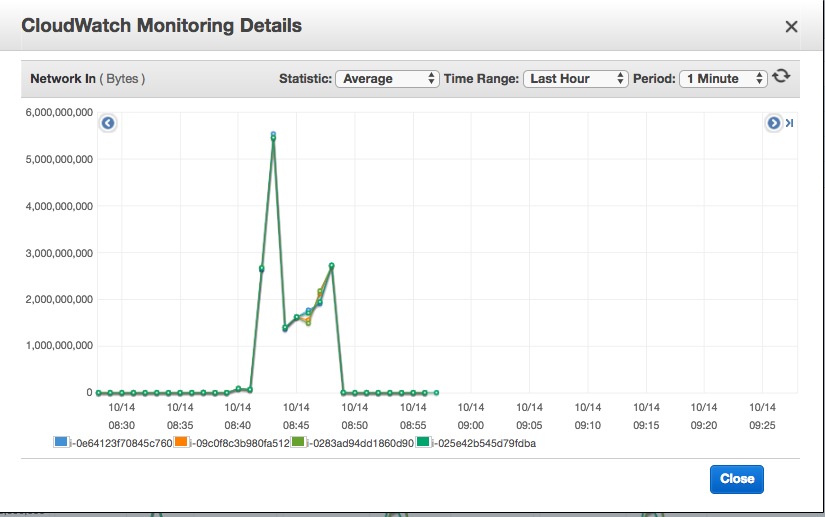 CloudWatch Monitoring Details
Network In ( Bytes ) Statistic: Average Time Range: Last Hour Period: 1 Minute
6,000,000,000
5,000,000,000
4,000,000,000
3,000,000,000
2,000,000,000
1,000,000,000
0
10/14 10/14 10/14 10/14 10/14 10/14 10/14 10/14 10/14 10/14 10/14 10/14
08:30 08:35 08:40 08:45 08:50 08:55 09:00 09:05 09:10 09:15 09:20 09:25
i-0e64123f70845c760 i-09c0f8c3b980fa512 i-0283ad94dd1860d90 i-025e42b545d79fdba
Close